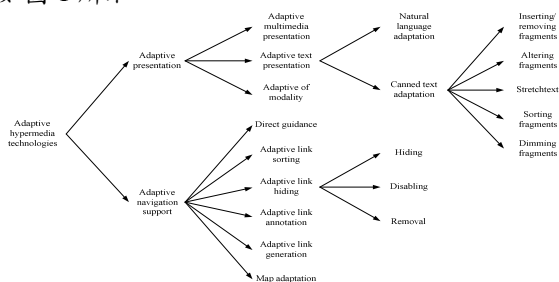 Adaptive
hypermedia
technologies
Adaptive
presentation
Adaptive
navigation
support
Adaptive
multimedia
presentation
Adaptive text
presentation
Adaptive of
modality
Direct guidance
Adaptive link
sorting
Adaptive link
hiding
Adaptive link
annotation
Adaptive link
generation
Map adaptation
Natural
language
adaptation
Canned text
adaptation
Hiding
Disabling
Removal
Inserting/
removing
fragments
Altering
fragments
Stretchtext
Sorting
fragments
Dimming
fragments